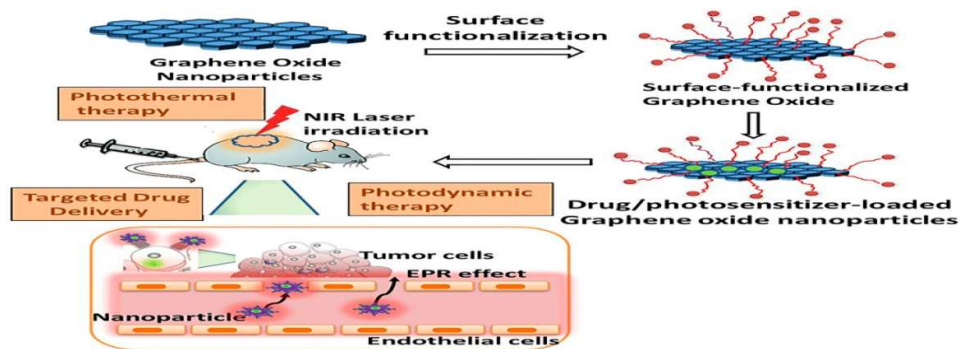 Surface
functionalization
Graphene Oxide
Nanoparticles
Surface-functionalized
Graphene Oxide
Photothermal
therapy
NIR Laser
irradiation
Targeted Drug
Delivery
Photodynamic
therapy
Drug/photosensitizer-loaded
Graphene oxide nanoparticles
Tumor cells
EPR effect
Nanoparticle
Endothelial cells